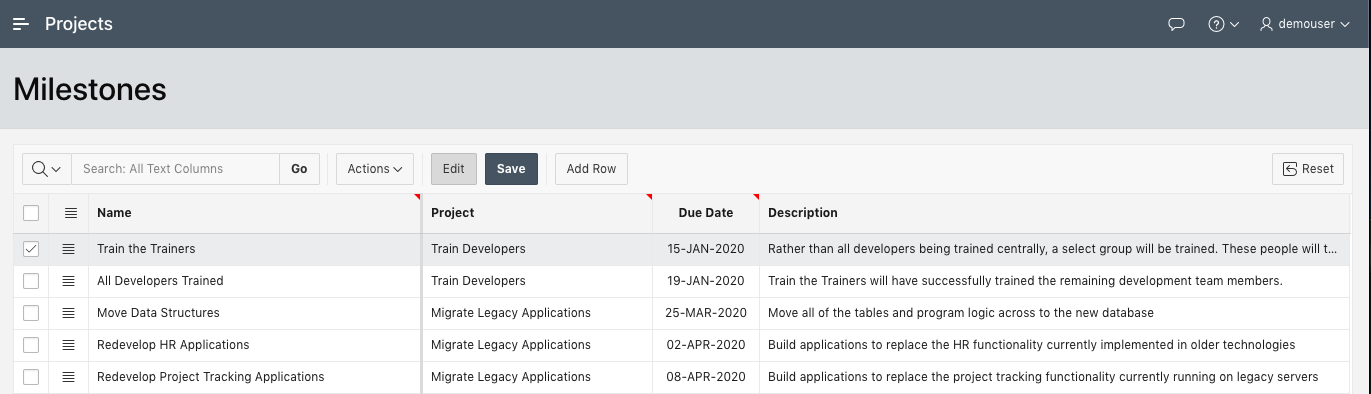 Projects demouser
Milestones
Search: All Text Columns Go Actions Edit Save Add Row Reset
Name Project Due Date Description
Train the Trainers Train Developers 15-JAN-2020 Rather than all developers being trained centrally, a select group will be trained. These people will t...
All Developers Trained Train Developers 19-JAN-2020 Train the Trainers will have successfully trained the remaining development team members.
Move Data Structures Migrate Legacy Applications 25-MAR-2020 Move all of the tables and program logic across to the new database
Redevelop HR Applications Migrate Legacy Applications 02-APR-2020 Build applications to replace the HR functionality currently implemented in older technologies
Redevelop Project Tracking Applications Migrate Legacy Applications 08-APR-2020 Build applications to replace the project tracking functionality currently running on legacy servers